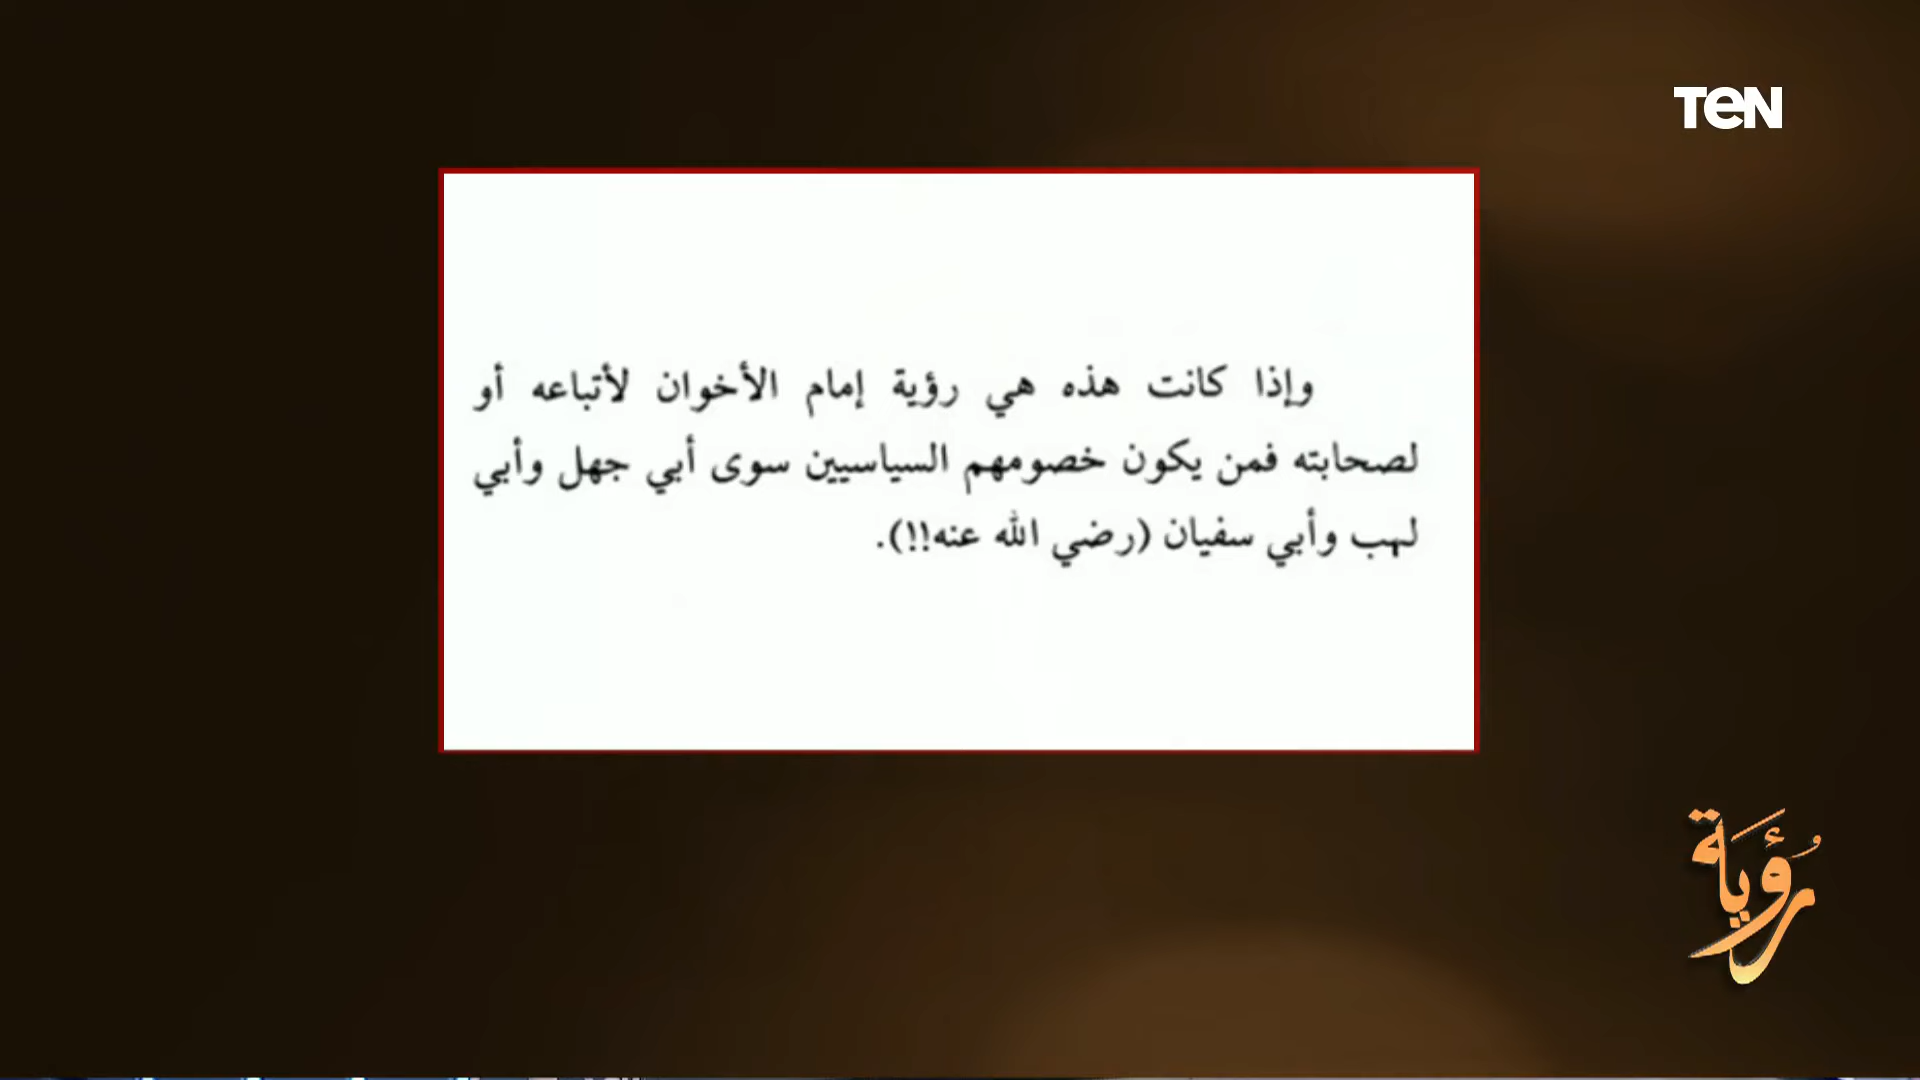 TeN
وإذا كانت هذه هي رؤية إمام الأخوان لأتباعه أو
لصحابته فمن يكون خصومهم السياسيين سوى أبي جهل وأبي
لهب وأبي سفيان (رضي الله عنه!!).
رُؤيَة